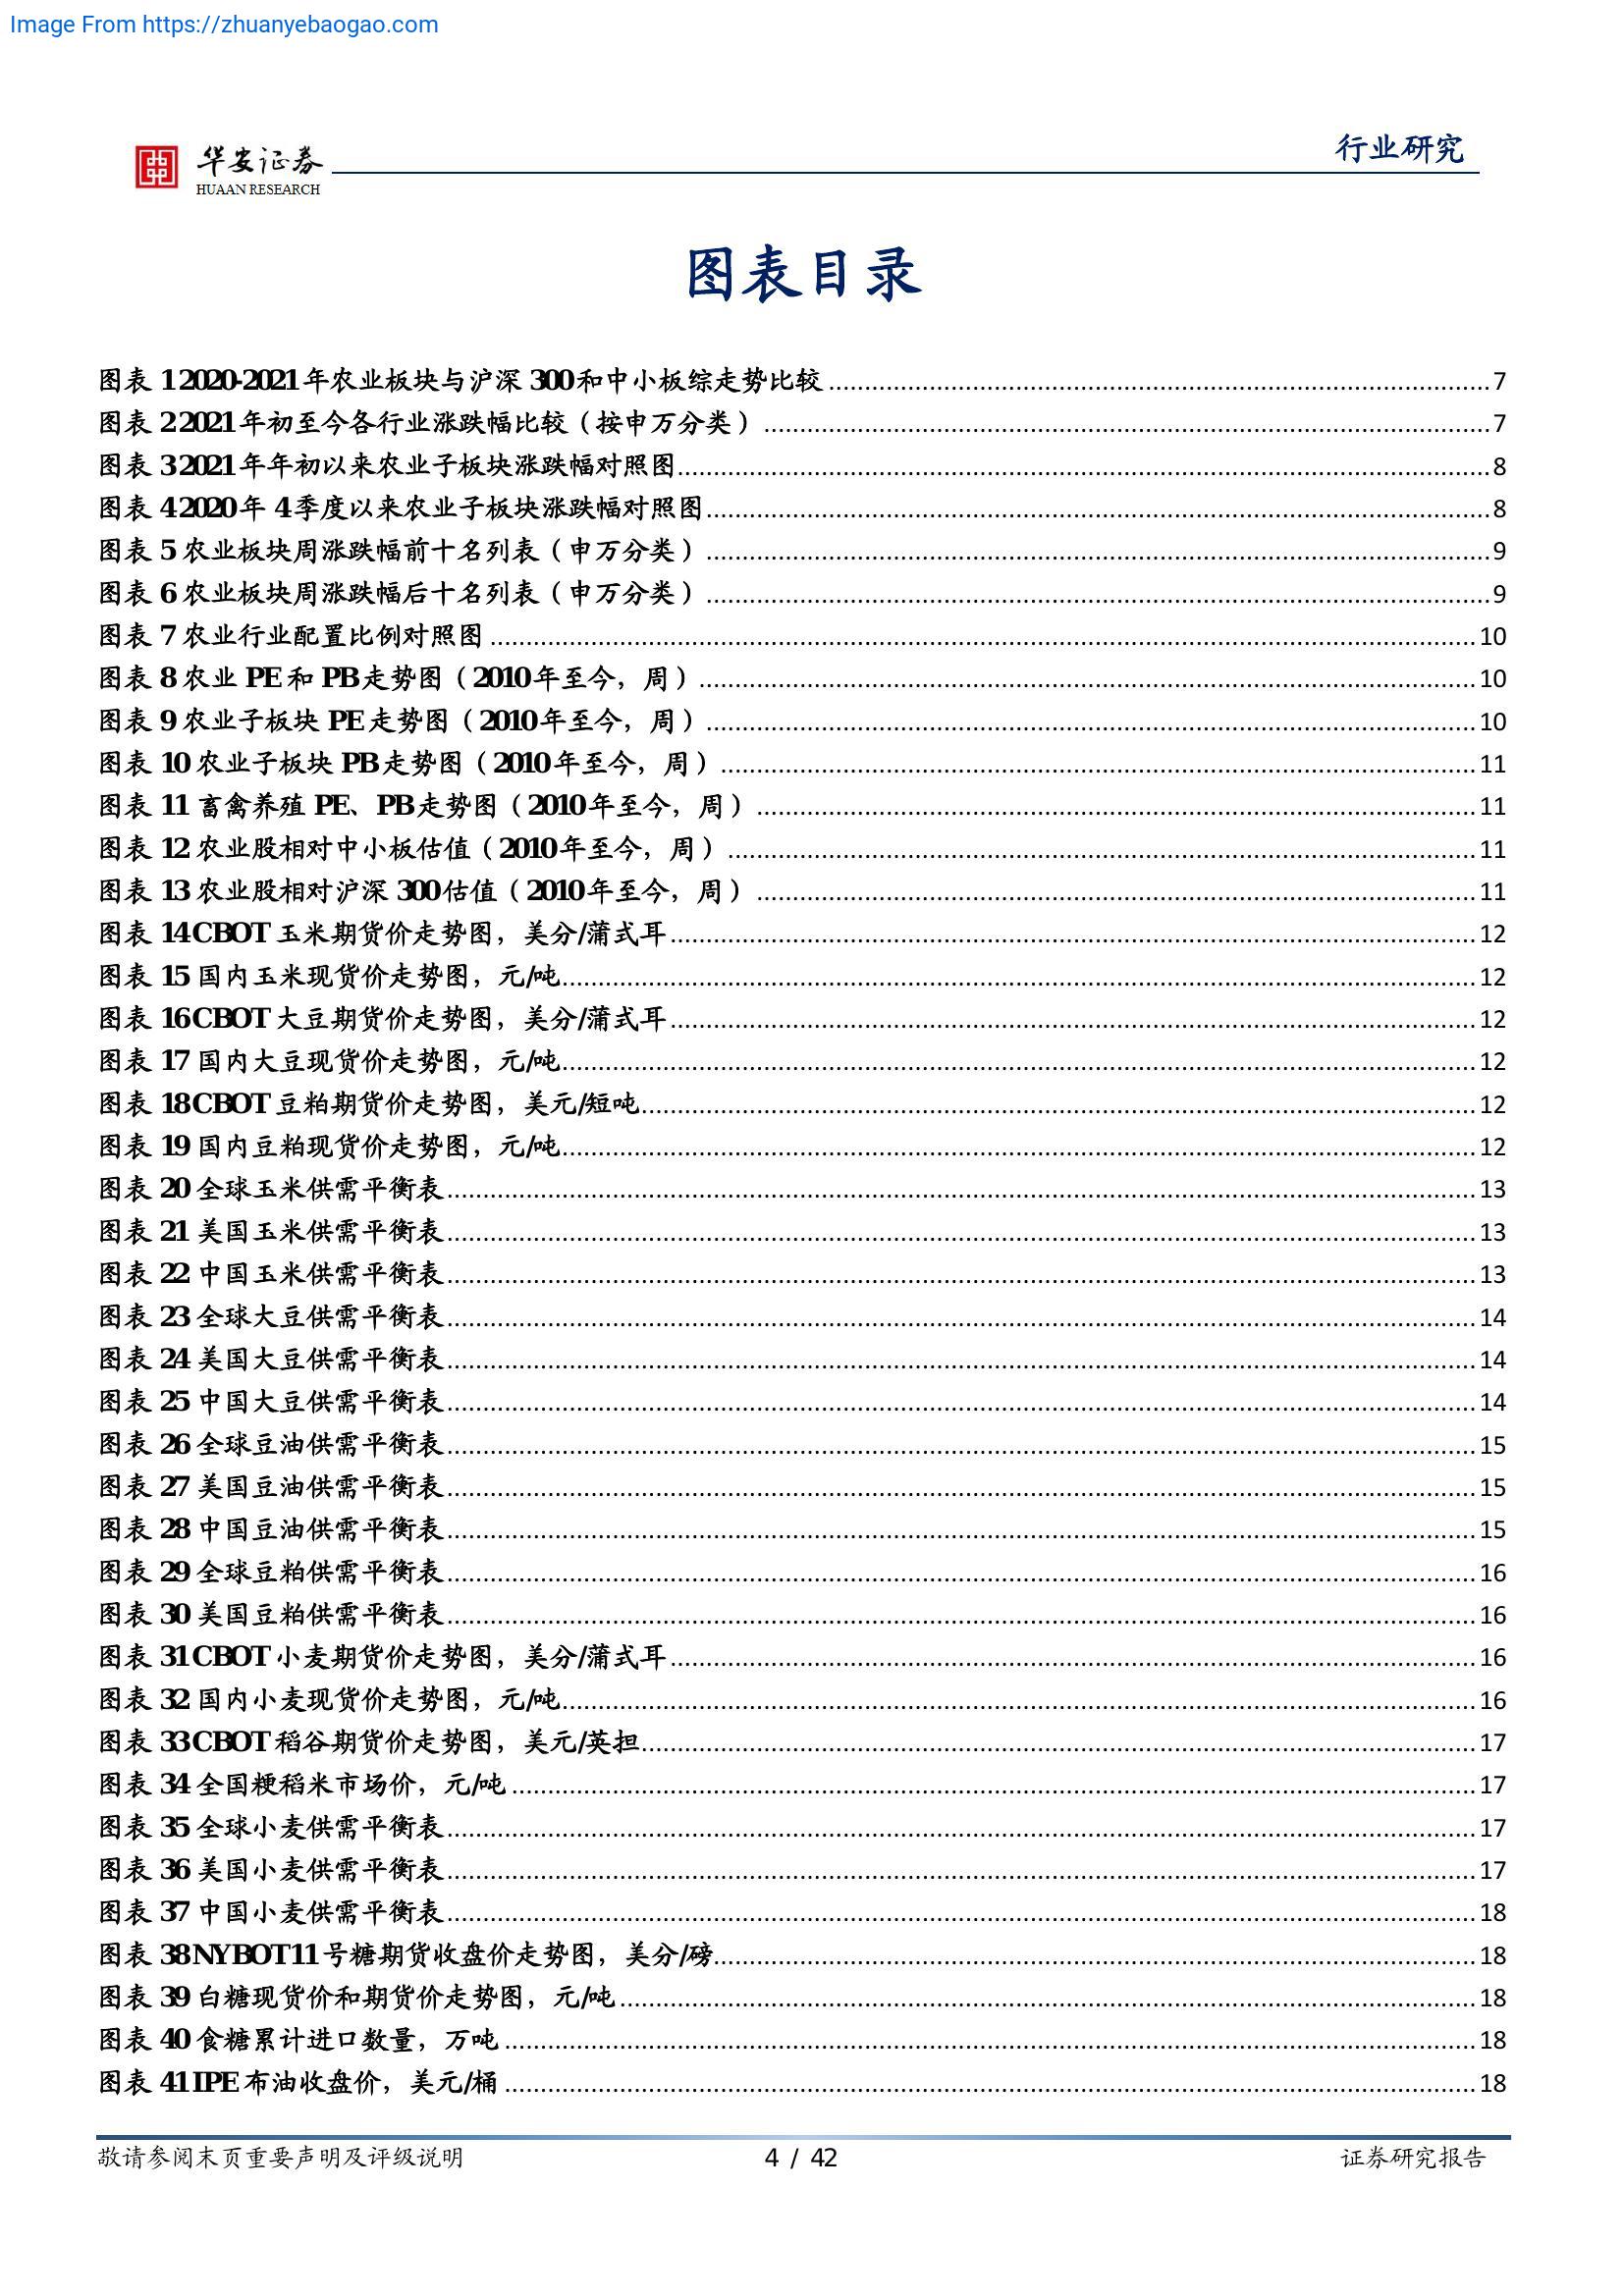 Image From https://zhuanyebaogao.com
华安证券
HUAAN RESEARCH
行业研究
图表目录
图表 1 2020-2021 年农业板块与沪深 300 和中小板综走势比较 7
图表 2 2021 年初至今各行业涨跌幅比较（按申万分类） 7
图表 3 2021 年年初以来农业子板块涨跌幅对照图 8
图表 4 2020 年 4 季度以来农业子板块涨跌幅对照图 8
图表 5 农业板块周涨跌幅前十名列表（申万分类） 9
图表 6 农业板块周涨跌幅后十名列表（申万分类） 9
图表 7 农业行业配置比例对照图 10
图表 8 农业 PE 和 PB 走势图（2010 年至今，周） 10
图表 9 农业子板块 PE 走势图（2010 年至今，周） 10
图表 10 农业子板块 PB 走势图（2010 年至今，周） 11
图表 11 畜禽养殖 PE、PB 走势图（2010 年至今，周） 11
图表 12 农业股相对中小板估值（2010 年至今，周） 11
图表 13 农业股相对沪深 300 估值（2010 年至今，周） 11
图表 14 CBOT 玉米期货价走势图，美分/蒲式耳 12
图表 15 国内玉米现货价走势图，元/吨 12
图表 16 CBOT 大豆期货价走势图，美分/蒲式耳 12
图表 17 国内大豆现货价走势图，元/吨 12
图表 18 CBOT 豆粕期货价走势图，美元/短吨 12
图表 19 国内豆粕现货价走势图，元/吨 12
图表 20 全球玉米供需平衡表 13
图表 21 美国玉米供需平衡表 13
图表 22 中国玉米供需平衡表 13
图表 23 全球大豆供需平衡表 14
图表 24 美国大豆供需平衡表 14
图表 25 中国大豆供需平衡表 14
图表 26 全球豆油供需平衡表 15
图表 27 美国豆油供需平衡表 15
图表 28 中国豆油供需平衡表 15
图表 29 全球豆粕供需平衡表 16
图表 30 美国豆粕供需平衡表 16
图表 31 CBOT 小麦期货价走势图，美分/蒲式耳 16
图表 32 国内小麦现货价走势图，元/吨 16
图表 33 CBOT 稻谷期货价走势图，美元/英担 17
图表 34 全国粳稻米市场价，元/吨 17
图表 35 全球小麦供需平衡表 17
图表 36 美国小麦供需平衡表 17
图表 37 中国小麦供需平衡表 18
图表 38 NYBOT 11 号糖期货收盘价走势图，美分/磅 18
图表 39 白糖现货价和期货价走势图，元/吨 18
图表 40 食糖累计进口数量，万吨 18
图表 41 IPE 布油收盘价，美元/桶 18
敬请参阅末页重要声明及评级说明
4 / 42
证券研究报告